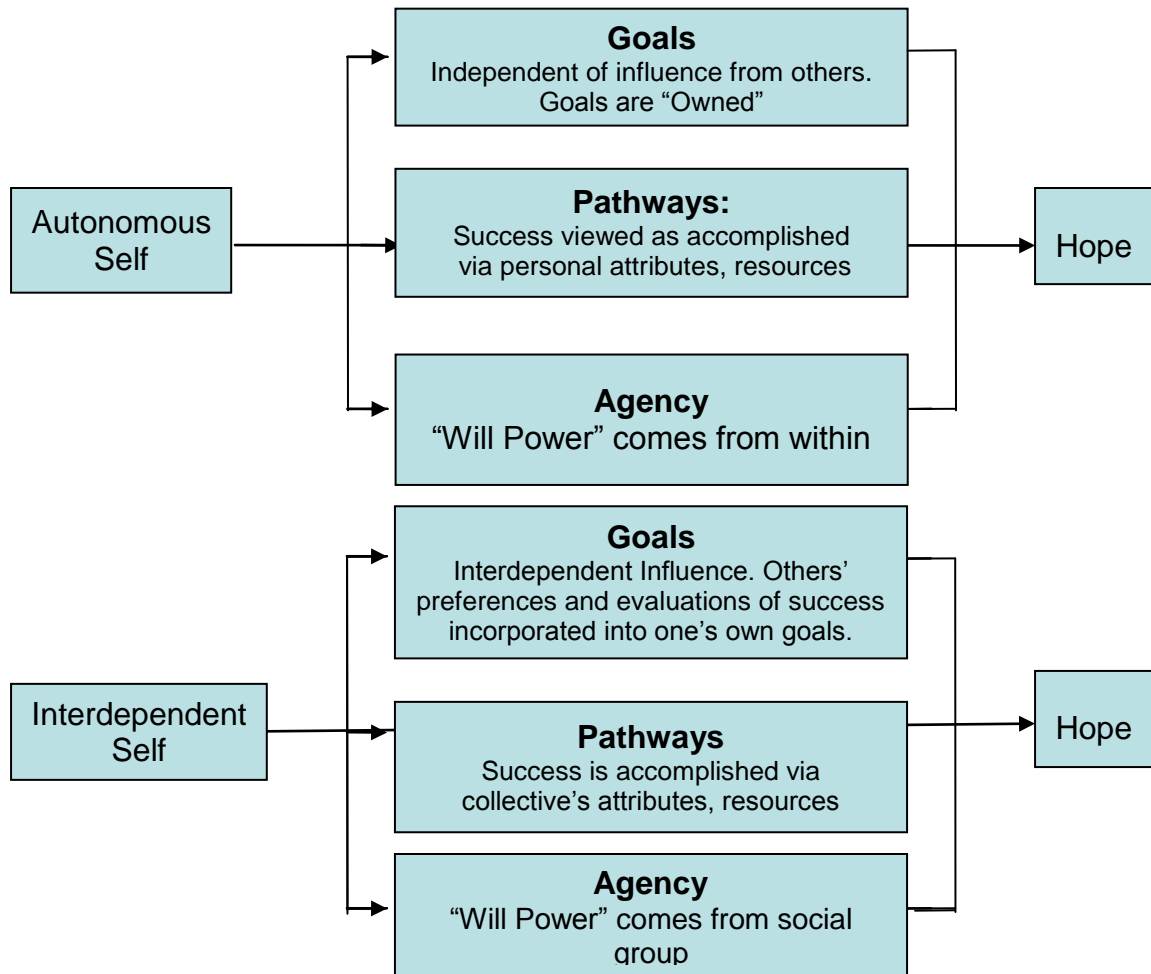 Goals
Independent of influence from others.
Goals are “Owned”
Autonomous
Self
Pathways:
Success viewed as accomplished
via personal attributes, resources
Hope
Agency
“Will Power” comes from within
Goals
Interdependent Influence. Others’
preferences and evaluations of success
incorporated into one’s own goals.
Interdependent
Self
Pathways
Success is accomplished via
collective’s attributes, resources
Hope
Agency
“Will Power” comes from social
group